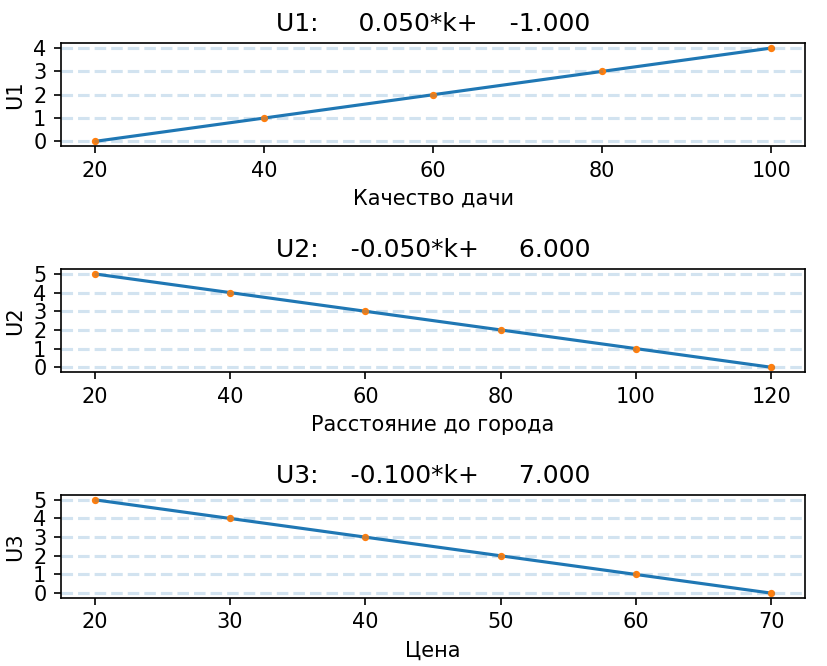 U1: 0.050*k+ -1.000
4
3
2
1
0
U1
20 40 60 80 100
Качество дачи
U2: -0.050*k+ 6.000
5
4
3
2
1
0
U2
20 40 60 80 100 120
Расстояние до города
U3: -0.100*k+ 7.000
5
4
3
2
1
0
U3
20 30 40 50 60 70
Цена